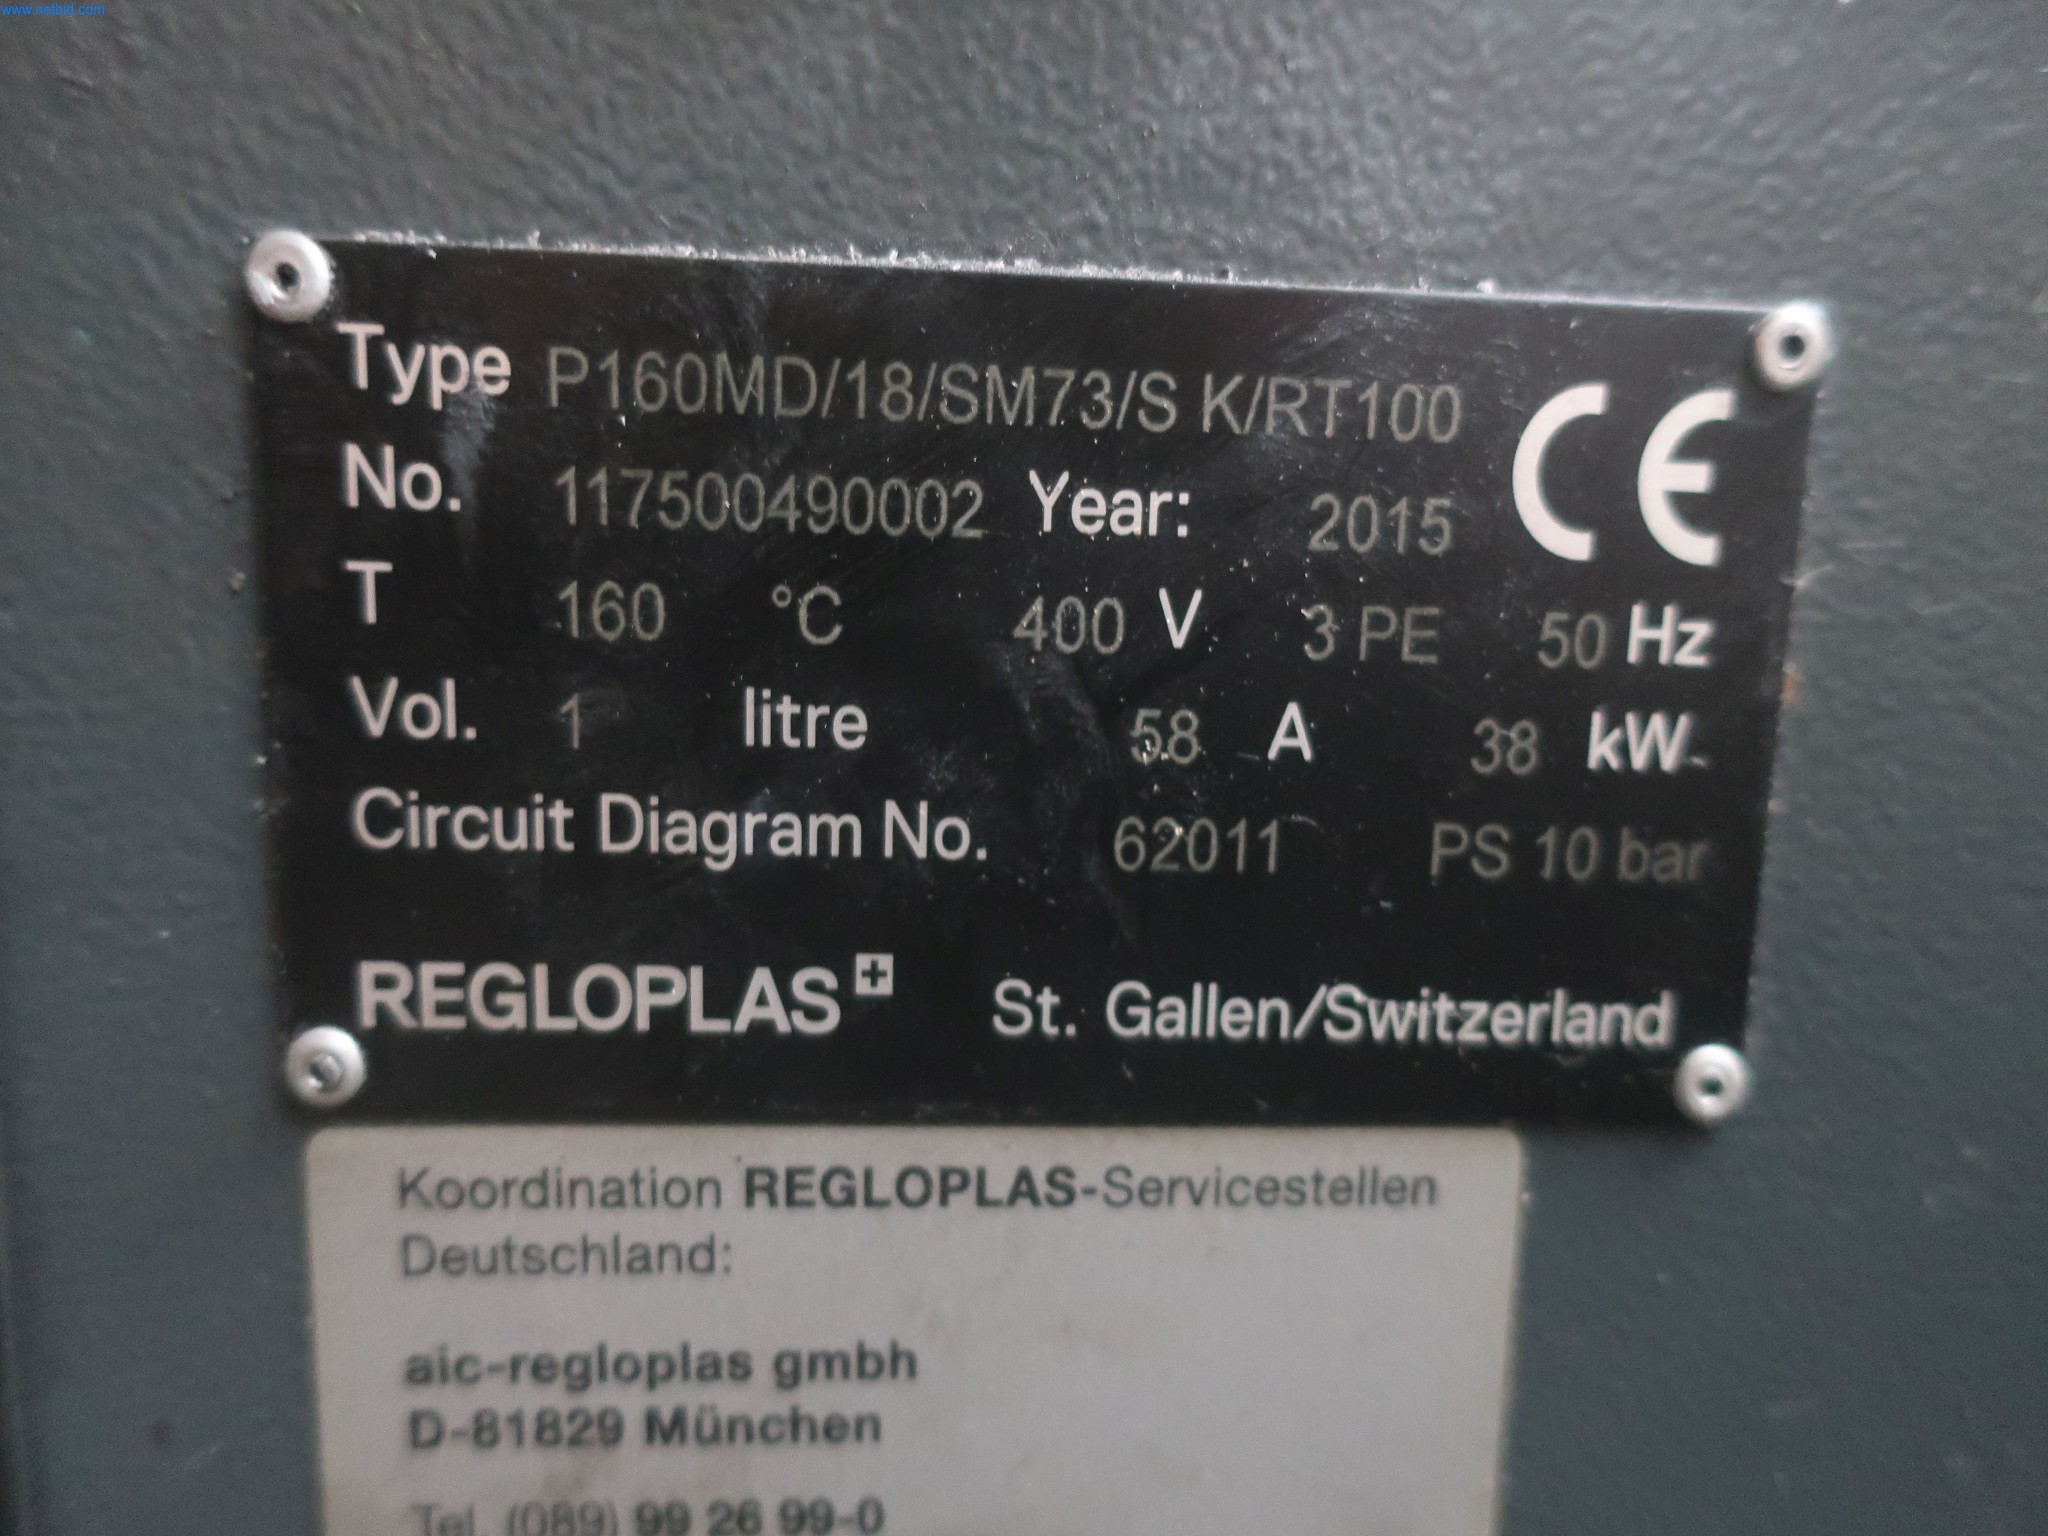 www.netbid.com
Type P160MD/18/SM73/S K/RT100
No. 117500490002 Year: 2015
T 160 °C 400 V 3 PE 50 Hz
Vol. 1 litre 58 A 38 kW
Circuit Diagram No. 62011 PS 10 bar
REGLOPLAS St. Gallen/Switzerland
CE
Koordination REGLOPLAS-Servicestellen
Deutschland:
aic-regloplas gmbh
D-81829 München
Tel. (089) 99 26 99-0